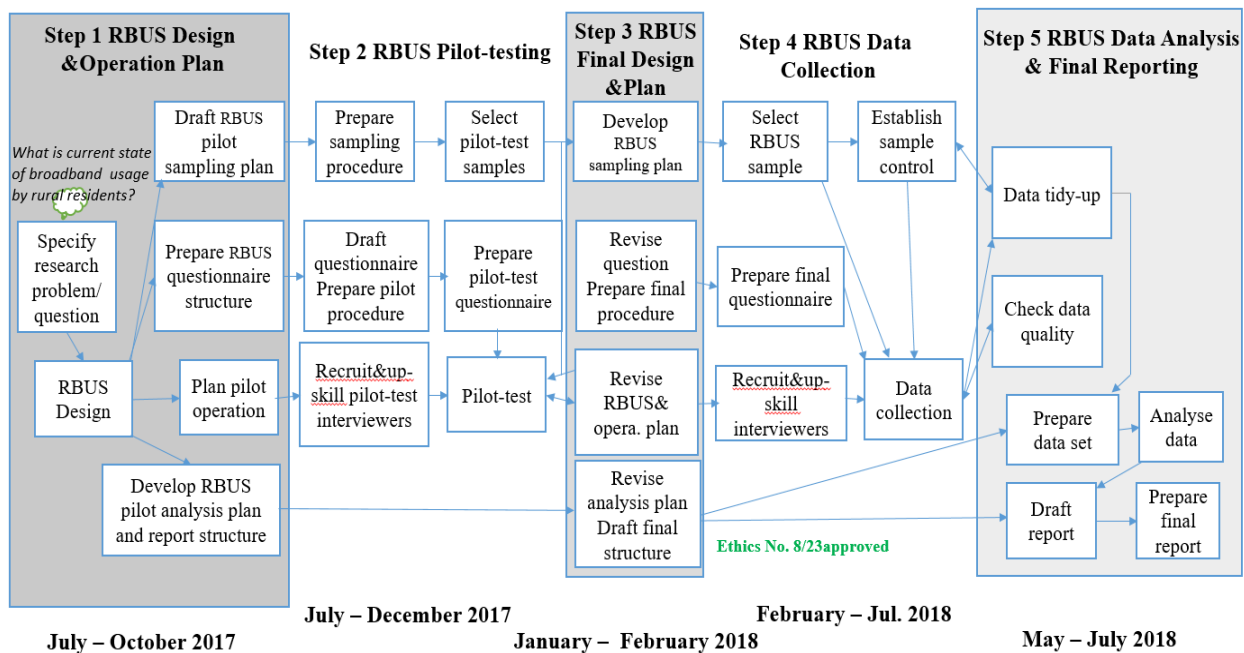 Step 1 RBUS Design
&Operation Plan
Step 2 RBUS Pilot-testing
Step 3 RBUS
Final Design
&Plan
Step 4 RBUS Data
Collection
Step 5 RBUS Data Analysis
& Final Reporting
What is current state
of broadband usage
by rural residents?
Specify
research
problem/
question
RBUS
Design
Draft RBUS
pilot
sampling plan
Prepare RBUS
questionnaire
structure
Plan pilot
operation
Develop RBUS
pilot analysis plan
and report structure
Prepare
sampling
procedure
Select
pilot-test
samples
Draft
questionnaire
Prepare pilot
procedure
Prepare
pilot-test
questionnaire
Recruit&up-
skill pilot-test
interviewers
Pilot-test
Develop
RBUS
sampling plan
Revise
question
Prepare final
procedure
Revise
RBUS&
opera. plan
Revise
analysis plan
Draft final
structure
Select
RBUS
sample
Establish
sample
control
Prepare final
questionnaire
Recruit&up-
skill
interviewers
Data
collection
Ethics No. 8/23approved
Data tidy-up
Check data
quality
Prepare
data set
Analyse
data
Draft
report
Prepare
final
report
July – October 2017
July – December 2017
January – February 2018
February – Jul. 2018
May – July 2018